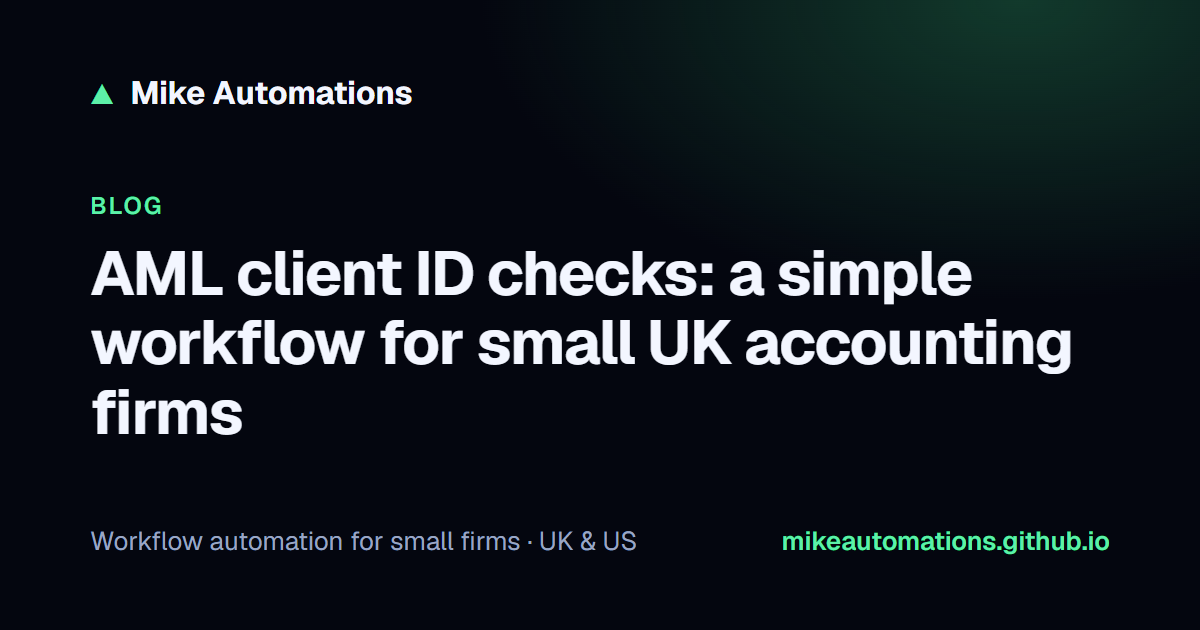 Mike Automations
BLOG
AML client ID checks: a simple
workflow for small UK accounting
firms
Workflow automation for small firms · UK & US
mikeautomations.github.io